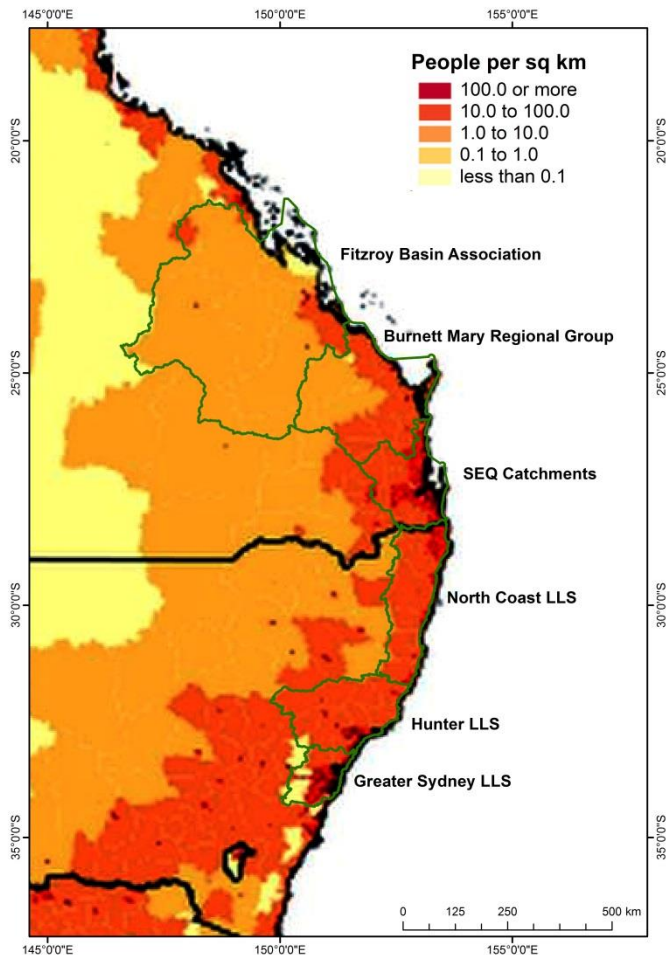 145°0'0"E 150°0'0"E 155°0'0"E
People per sq km
100.0 or more
10.0 to 100.0
1.0 to 10.0
0.1 to 1.0
less than 0.1
20°0'0"S 20°0'0"S
Fitzroy Basin Association
Burnett Mary Regional Group
25°0'0"S 25°0'0"S
SEQ Catchments
North Coast LLS
30°0'0"S 30°0'0"S
Hunter LLS
Greater Sydney LLS
35°0'0"S 35°0'0"S
0 125 250 500 km
145°0'0"E 150°0'0"E 155°0'0"E